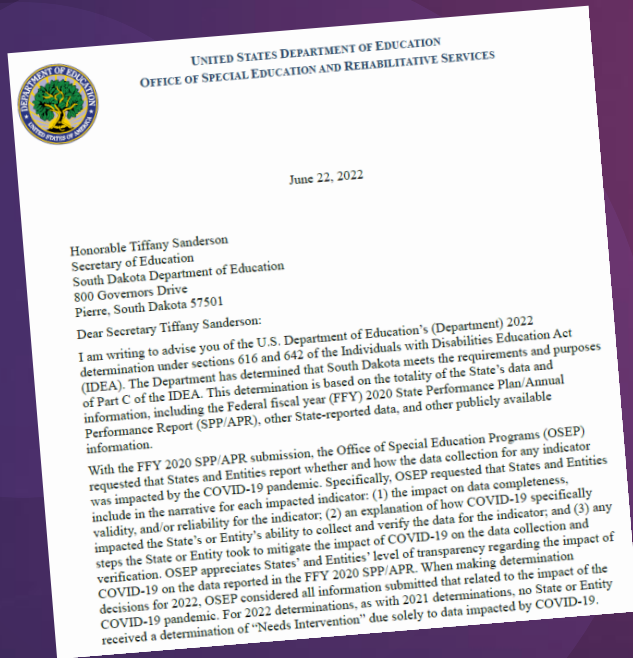 UNITED STATES DEPARTMENT OF EDUCATION
OFFICE OF SPECIAL EDUCATION AND REHABILITATIVE SERVICES
DEPARTMENT OF EDUCATION
UNITED STATES OF AMERICA
June 22, 2022
Honorable Tiffany Sanderson
Secretary of Education
South Dakota Department of Education
800 Governors Drive
Pierre, South Dakota 57501
Dear Secretary Tiffany Sanderson:
I am writing to advise you of the U.S. Department of Education's (Department) 2022
determination under sections 616 and 642 of the Individuals with Disabilities Education Act
(IDEA). The Department has determined that South Dakota meets the requirements and purposes
of Part C of the IDEA. This determination is based on the totality of the State's data and
information, including the Federal fiscal year (FFY) 2020 State Performance Plan/Annual
Performance Report (SPP/APR), other State-reported data, and other publicly available
information.
With the FFY 2020 SPP/APR submission, the Office of Special Education Programs (OSEP)
requested that States and Entities report whether and how the data collection for any indicator
was impacted by the COVID-19 pandemic. Specifically, OSEP requested that States and Entities
include in the narrative for each impacted indicator: (1) the impact on data completeness,
validity, and/or reliability for the indicator; (2) an explanation of how COVID-19 specifically
impacted the State's or Entity's ability to collect and verify the data for the indicator; and (3) any
steps the State or Entity took to mitigate the impact of COVID-19 on the data collection and
verification. OSEP appreciates States' and Entities' level of transparency regarding the impact of
COVID-19 on the data reported in the FFY 2020 SPP/APR. When making determination
decisions for 2022, OSEP considered all information submitted that related to the impact of the
COVID-19 pandemic. For 2022 determinations, as with 2021 determinations, no State or Entity
received a determination of "Needs Intervention" due solely to data impacted by COVID-19.